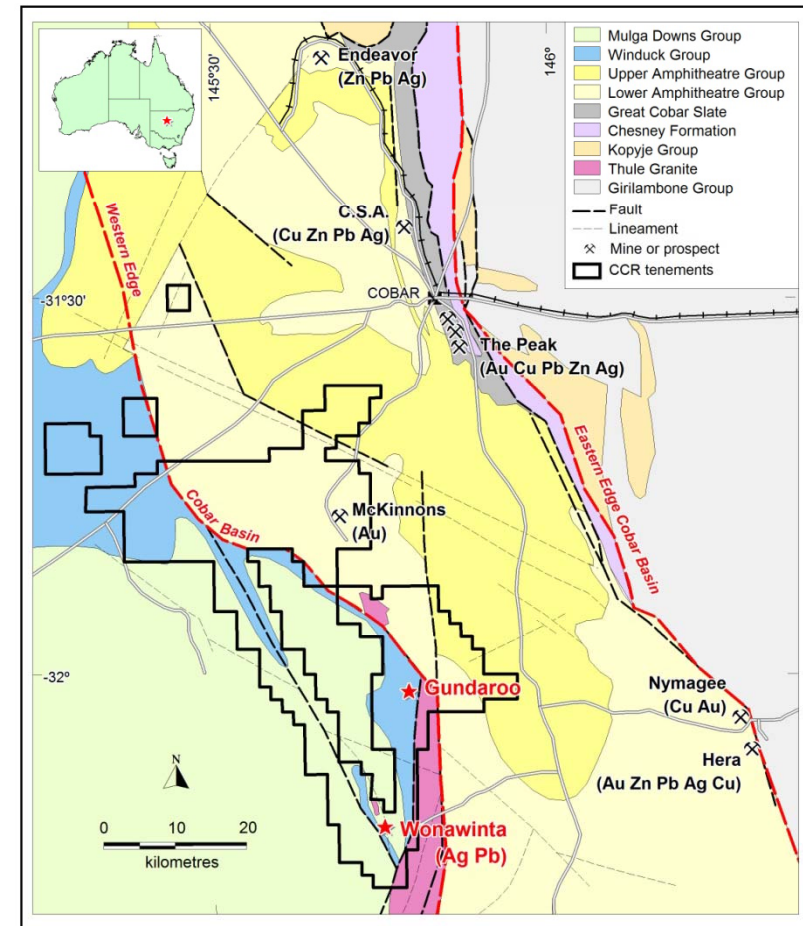 145°30'
146°
Endeavor
(Zn Pb Ag)
Mulga Downs Group
Winduck Group
Upper Amphitheatre Group
Lower Amphitheatre Group
Great Cobar Slate
Chesney Formation
Kopyje Group
Thule Granite
Girilambone Group
Fault
Lineament
Mine or prospect
CCR tenements
Western Edge
C.S.A.
(Cu Zn Pb Ag)
-31°30'
COBAR
The Peak
(Au Cu Pb Zn Ag)
Eastern Edge Cobar Basin
Cobar Basin
McKinnons
(Au)
-32°
Gundaroo
Nymagee
(Cu Au)
Hera
(Au Zn Pb Ag Cu)
N
0 10 20
kilometres
Wonawinta
(Ag Pb)